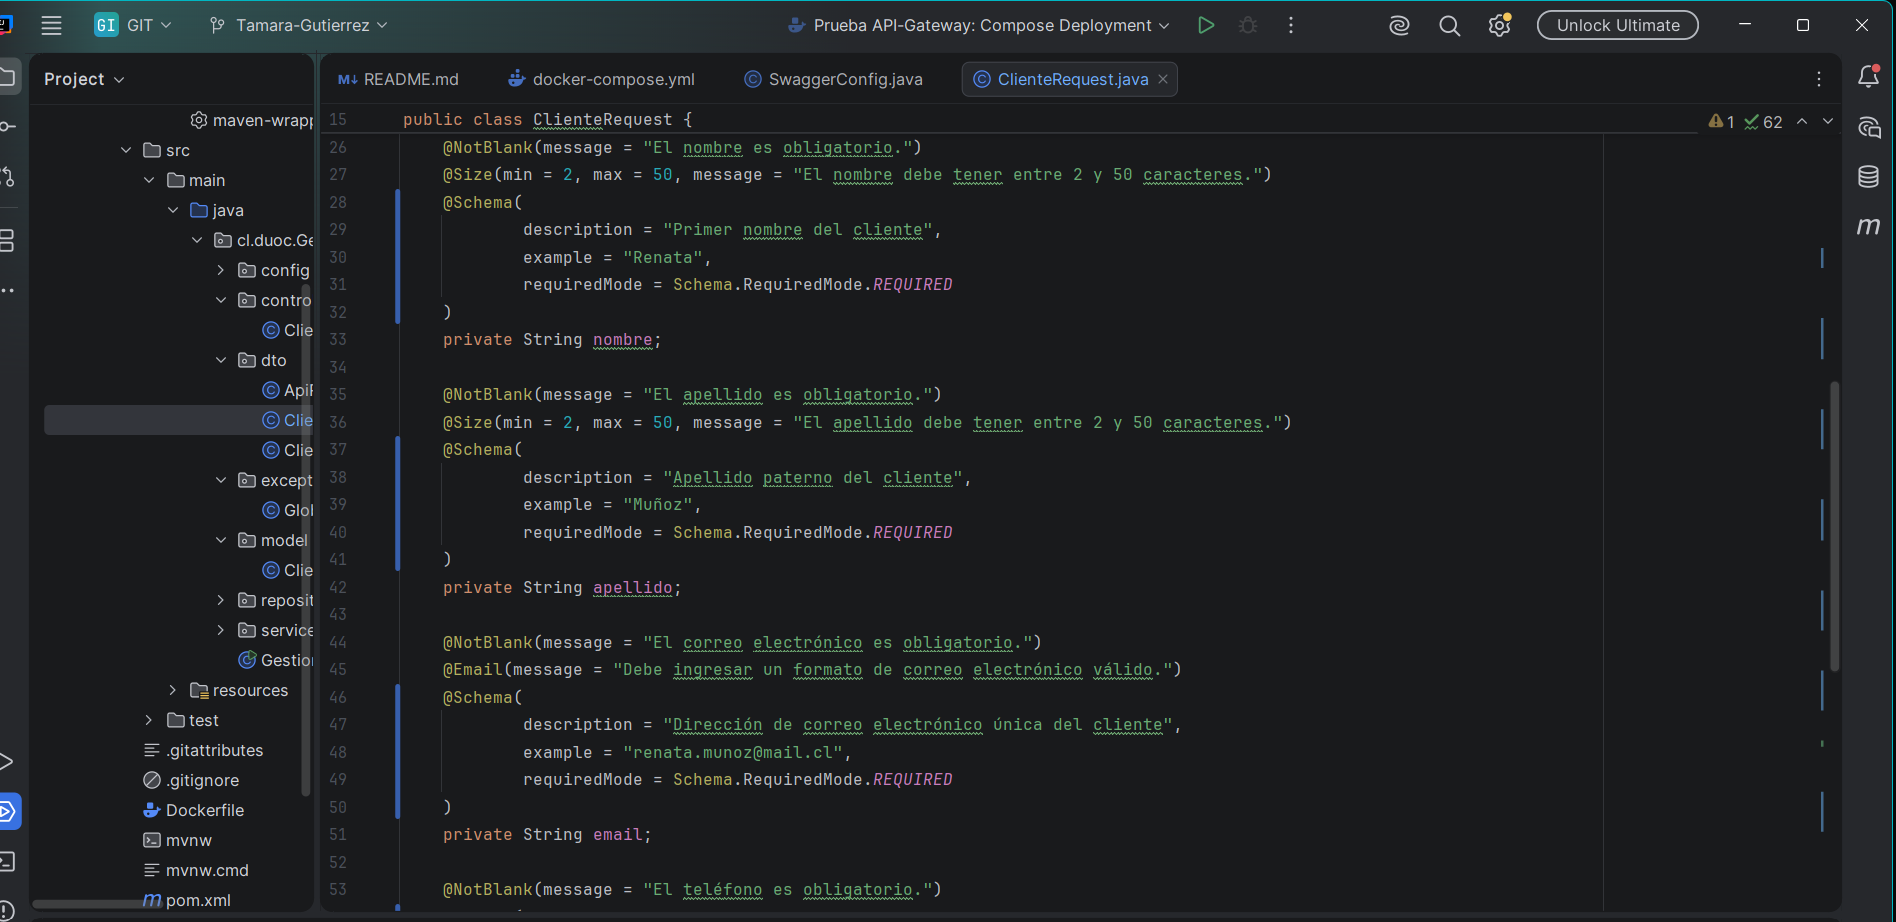 GI GIT Tamara-Gutierrez Prueba API-Gateway: Compose Deployment Unlock Ultimate
Project
README.md docker-compose.yml SwaggerConfig.java ClienteRequest.java
maven-wrapp
src
main
java
cl.duoc.Ge
config
contro
Clie
dto
ApiR
Clie
Clie
except
Glol
model
Clie
reposit
service
Gestion
resources
test
.gitattributes
.gitignore
Dockerfile
mvnw
mvnw.cmd
pom.xml
15 public class ClienteRequest {
1 62
26 @NotBlank(message = "El nombre es obligatorio.")
27 @Size(min = 2, max = 50, message = "El nombre debe tener entre 2 y 50 caracteres.")
28 @Schema(
29 description = "Primer nombre del cliente",
30 example = "Renata",
31 requiredMode = Schema.RequiredMode.REQUIRED
32 )
33 private String nombre;
34
35 @NotBlank(message = "El apellido es obligatorio.")
36 @Size(min = 2, max = 50, message = "El apellido debe tener entre 2 y 50 caracteres.")
37 @Schema(
38 description = "Apellido paterno del cliente",
39 example = "Muñoz",
40 requiredMode = Schema.RequiredMode.REQUIRED
41 )
42 private String apellido;
43
44 @NotBlank(message = "El correo electrónico es obligatorio.")
45 @Email(message = "Debe ingresar un formato de correo electrónico válido.")
46 @Schema(
47 description = "Dirección de correo electrónico única del cliente",
48 example = "renata.munoz@mail.cl",
49 requiredMode = Schema.RequiredMode.REQUIRED
50 )
51 private String email;
52
53 @NotBlank(message = "El teléfono es obligatorio.")